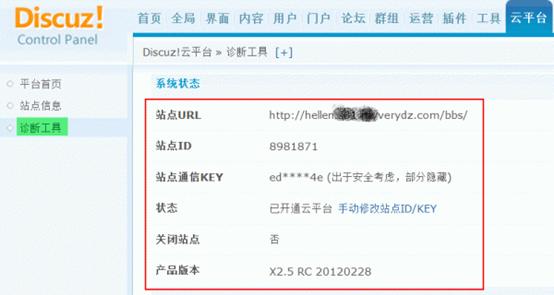 Discuz!
Control Panel
首页 全局 界面 内容 用户 门户 论坛 群组 运营 插件 工具 云平台
Discuz!云平台 » 诊断工具 [+]
平台首页
站点信息
诊断工具
系统状态
站点URL http://hellen verydz.com/bbs/
站点ID 8981871
站点通信KEY ed****4e (出于安全考虑，部分隐藏)
状态 已开通云平台 手动修改站点ID/KEY
关闭站点 否
产品版本 X2.5 RC 20120228